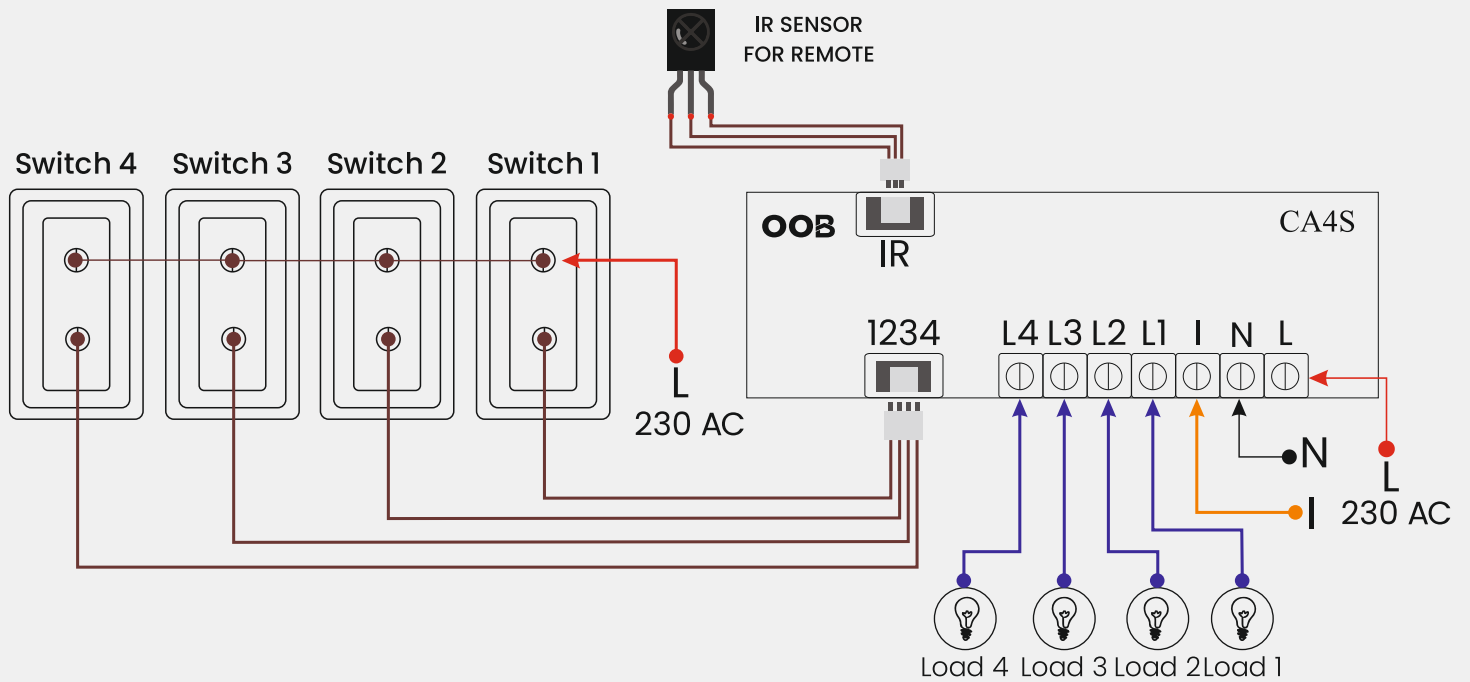 IR SENSOR
FOR REMOTE
Switch 4
Switch 3
Switch 2
Switch 1
OOB
CA4S
IR
1234
L4 L3 L2 L1 I N L
L
230 AC
N
I
L
230 AC
Load 4 Load 3 Load 2 Load 1